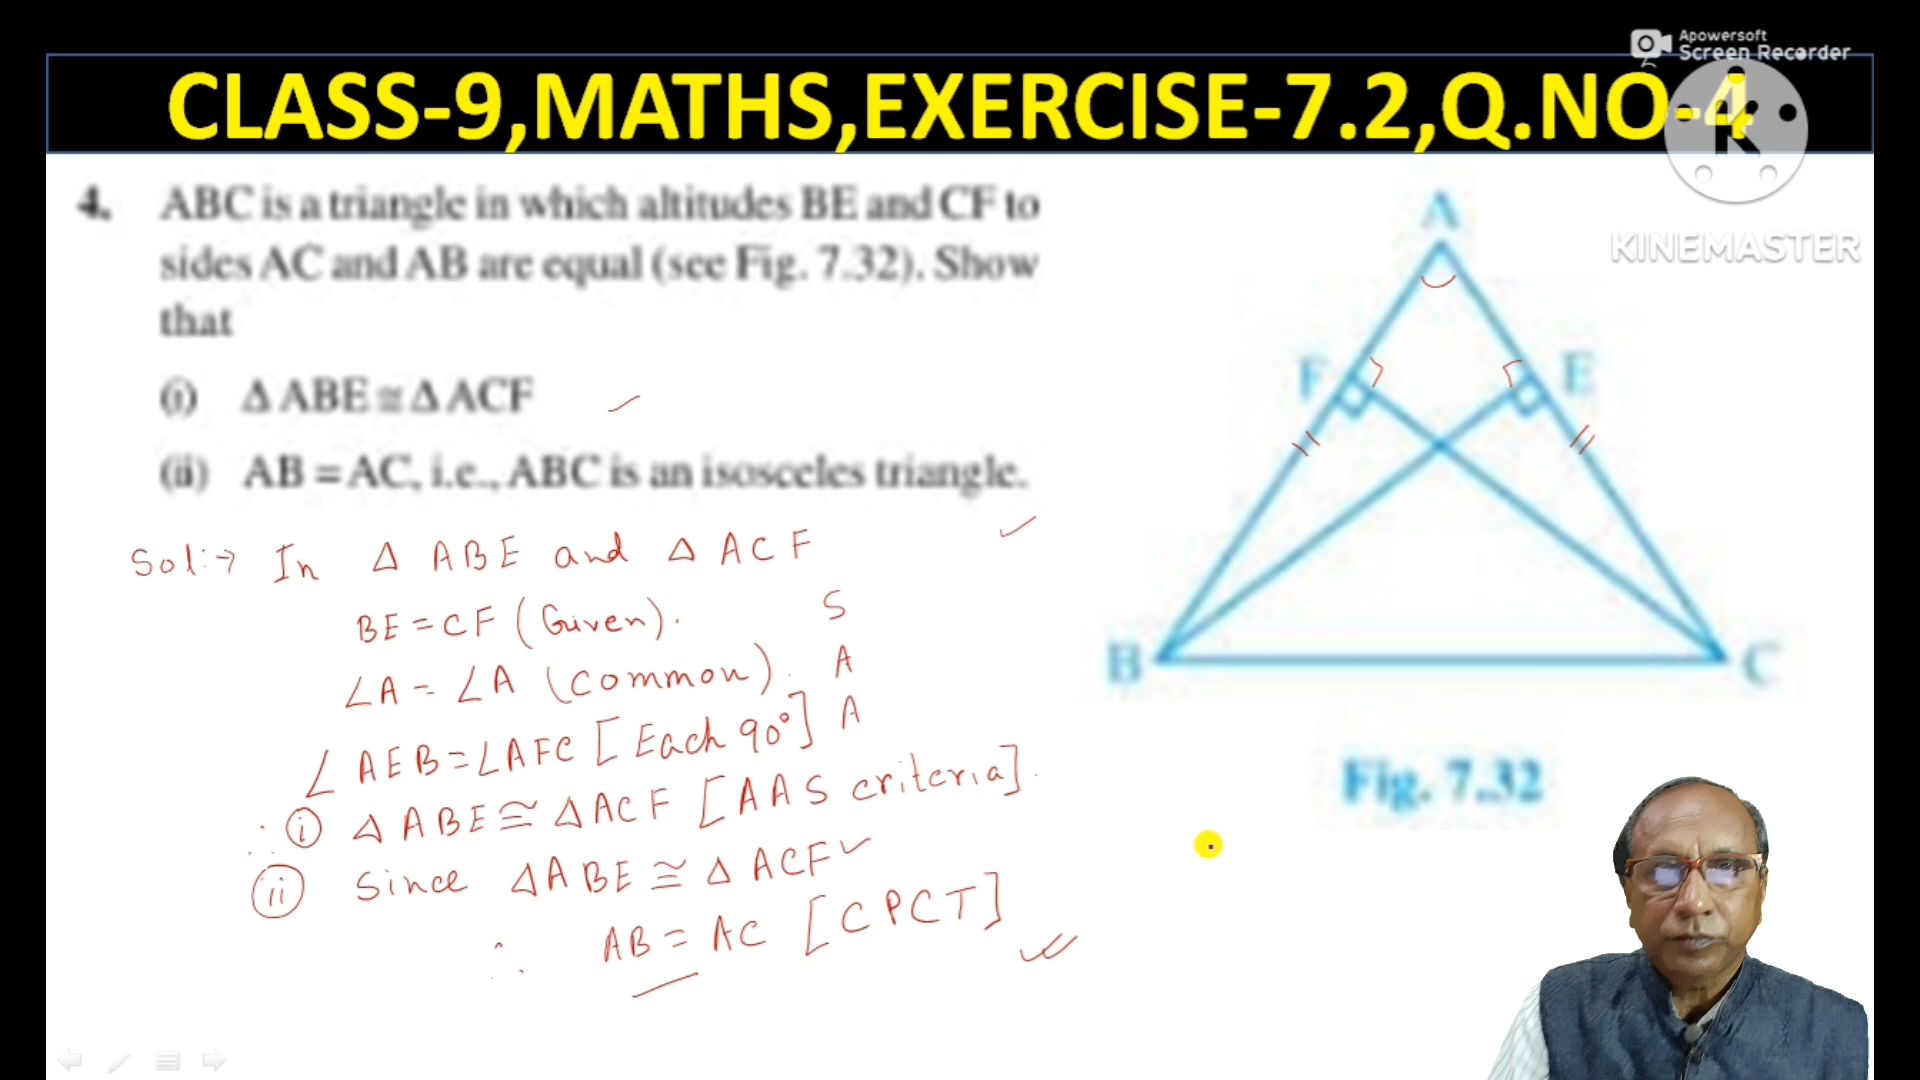 Apowersoft
Screen Recorder
CLASS-9,MATHS,EXERCISE-7.2,Q.NO-4
K
KINEMASTER
4. ABC is a triangle in which altitudes BE and CF to
sides AC and AB are equal (see Fig. 7.32). Show
that
(i) Δ ABE ≅ Δ ACF
(ii) AB = AC, i.e., ABC is an isosceles triangle.
Sol:→ In Δ ABE and Δ ACF
BE = CF (Given). S
∠A = ∠A (common). A
∠AEB = ∠AFC [Each 90°] A
∴ (i) Δ ABE ≅ Δ ACF [AAS criteria].
(ii) Since ΔABE ≅ Δ ACF
∴ AB = AC [CPCT]
A
F
E
B
C
Fig. 7.32